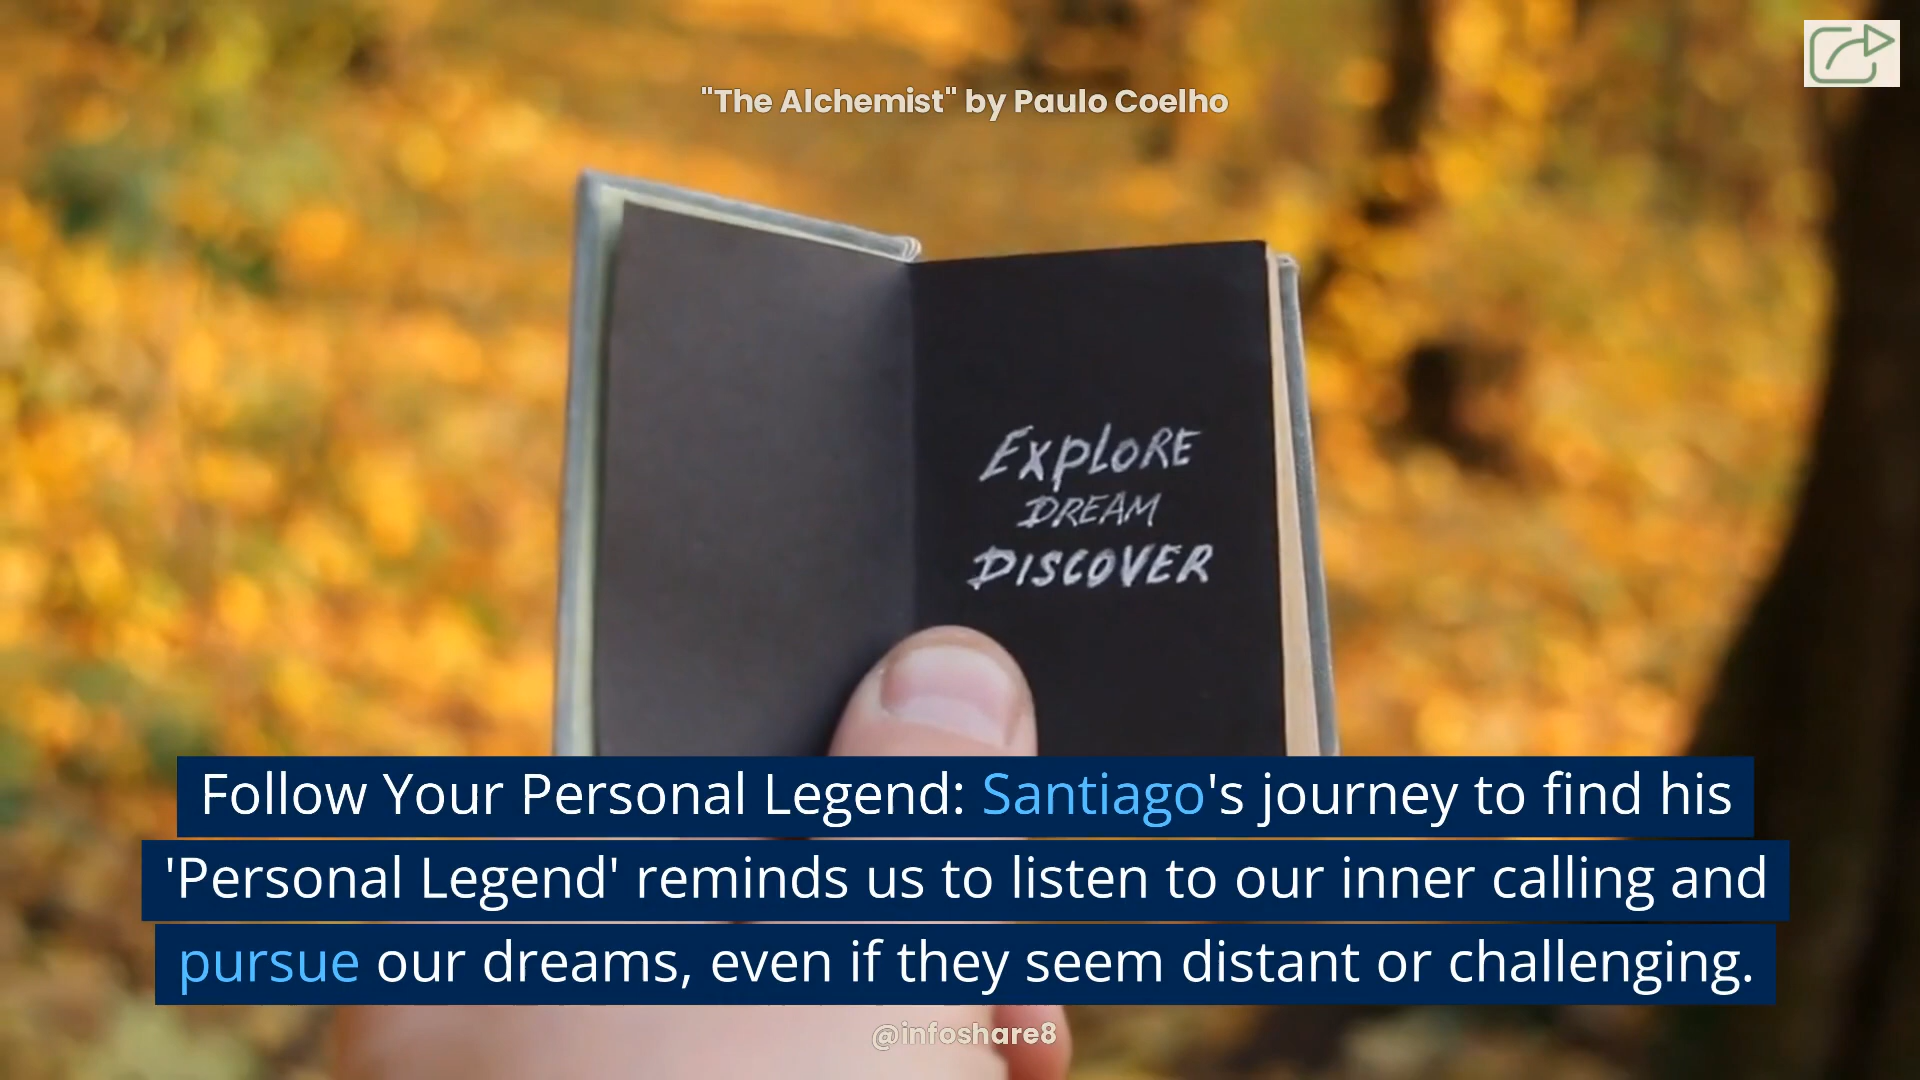 "The Alchemist" by Paulo Coelho
Explore
DREAM
DISCOVER
Follow Your Personal Legend: Santiago's journey to find his
'Personal Legend' reminds us to listen to our inner calling and
pursue our dreams, even if they seem distant or challenging.
@infoshare8